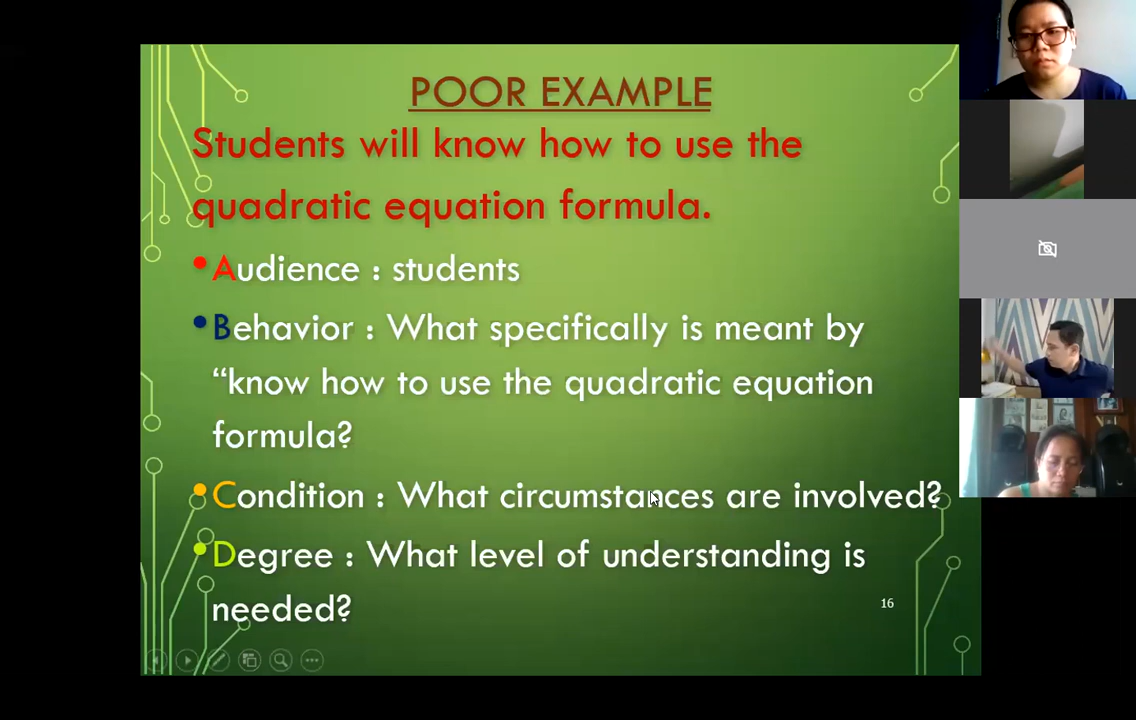 POOR EXAMPLE
Students will know how to use the
quadratic equation formula.
•Audience : students
•Behavior : What specifically is meant by
“know how to use the quadratic equation
formula?
•Condition : What circumstances are involved?
•Degree : What level of understanding is
needed?
16